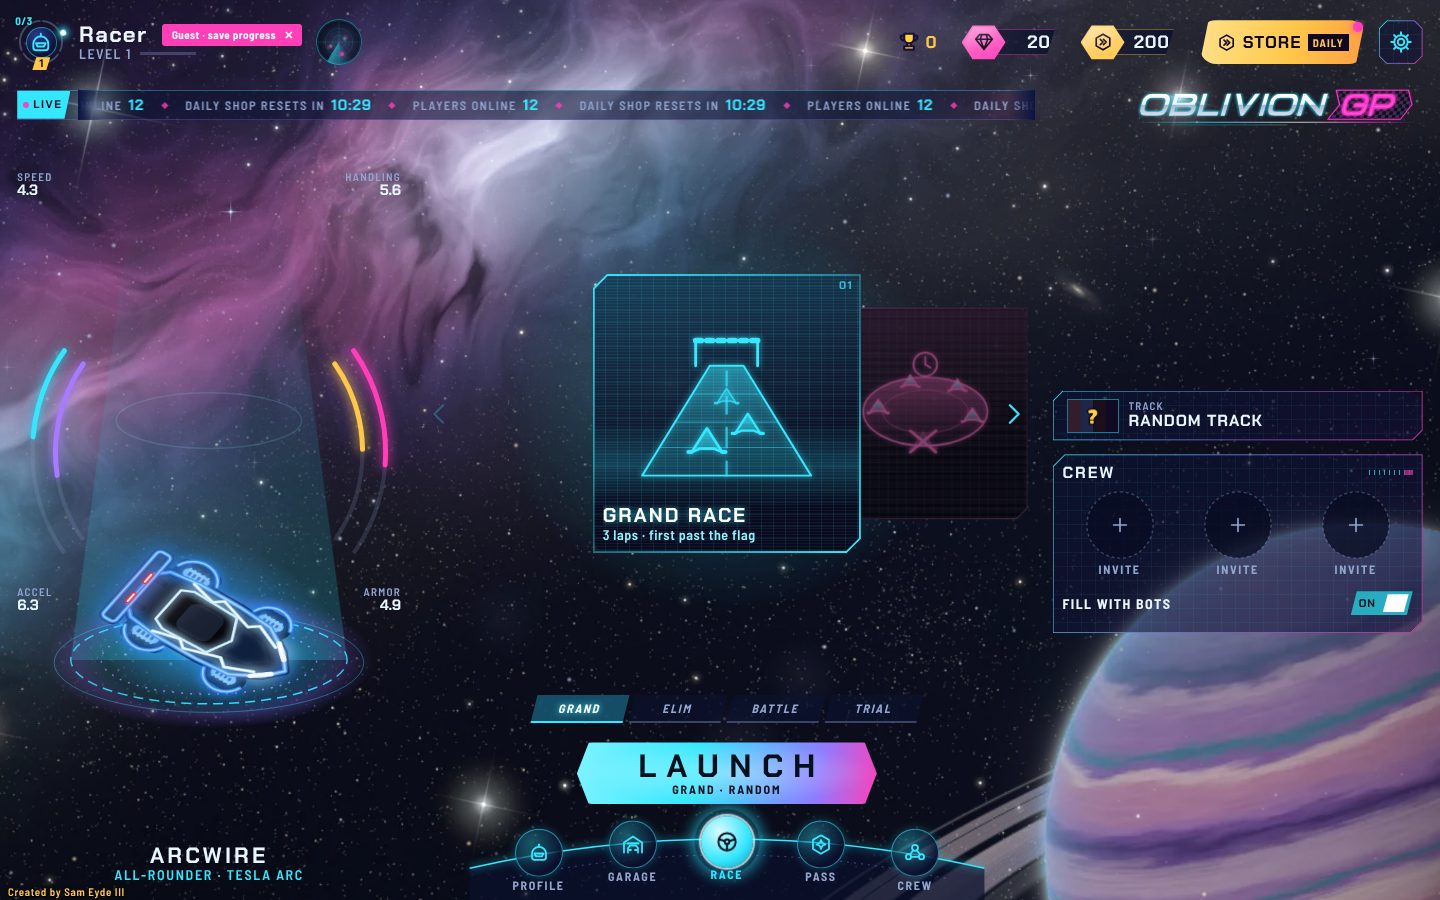 0/3
Racer
LEVEL 1
1
Guest · save progress ×
0
20
200
STORE DAILY
LIVE
INE 12 ◆ DAILY SHOP RESETS IN 10:29 ◆ PLAYERS ONLINE 12 ◆ DAILY SHOP RESETS IN 10:29 ◆ PLAYERS ONLINE 12 ◆ DAILY SH
OBLIVION GP
SPEED
4.3
HANDLING
5.6
01
GRAND RACE
3 laps · first past the flag
?
TRACK
RANDOM TRACK
CREW
+ + +
INVITE INVITE INVITE
FILL WITH BOTS ON
ACCEL
6.3
ARMOR
4.9
GRAND ELIM BATTLE TRIAL
LAUNCH
GRAND · RANDOM
ARCWIRE
ALL-ROUNDER · TESLA ARC
PROFILE GARAGE RACE PASS CREW
Created by Sam Eyde III